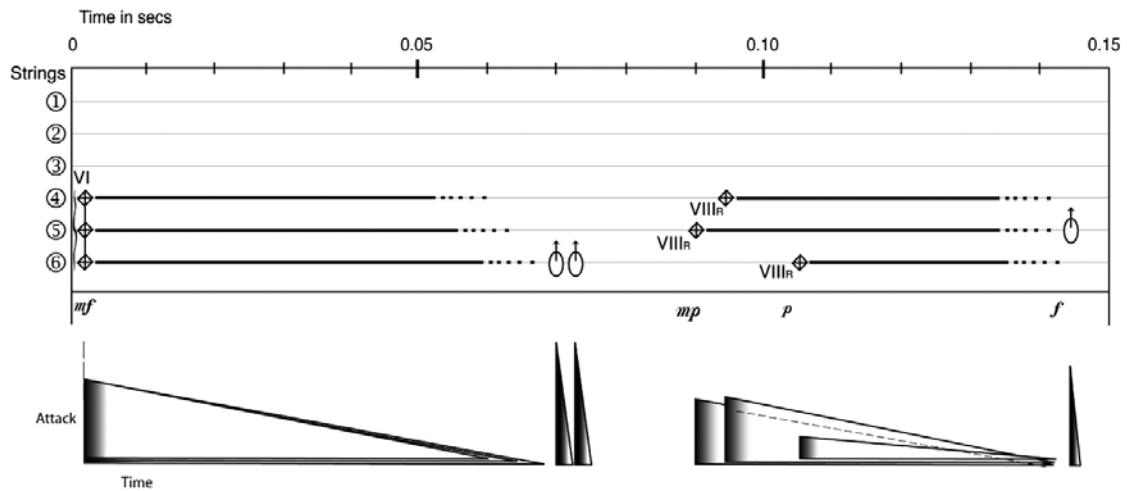 Time in secs
0 0.05 0.10 0.15
Strings
①
②
③
VI
④
VIIIR
⑤
VIIIR
⑥
VIIIR
mf mp p f
Attack
Time